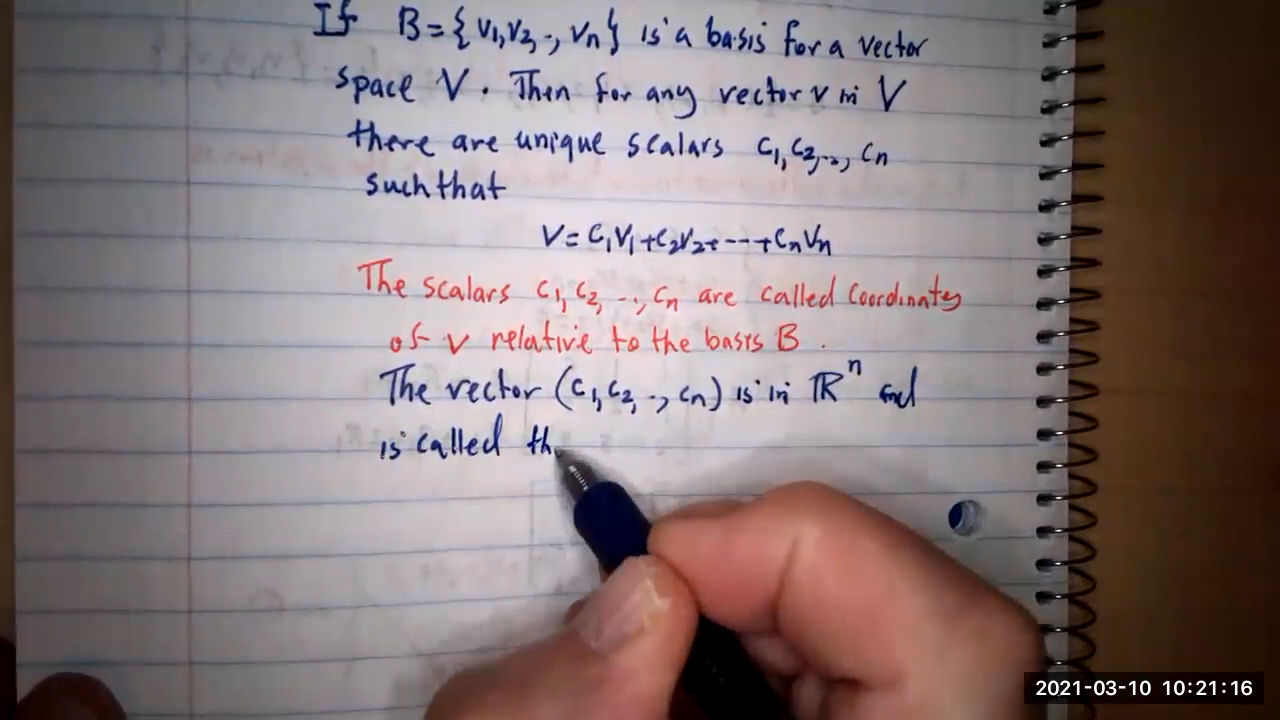 If B={v1,v2,.,vn} is a basis for a vector
space V. Then for any vector v in V
there are unique scalars c1,c2,..,cn
such that
V=c1v1+c2v2+---+cnvn
The scalars c1,c2,..,cn are called coordinates
of v relative to the basis B.
The vector (c1,c2,.,cn) is in ℝ^n and
is called th
2021-03-10 10:21:16